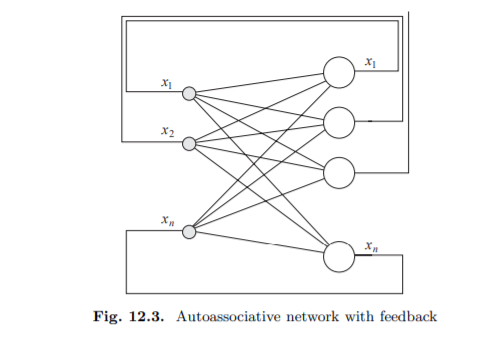 x₁ x₁
x₂
xₙ xₙ
Fig. 12.3. Autoassociative network with feedback